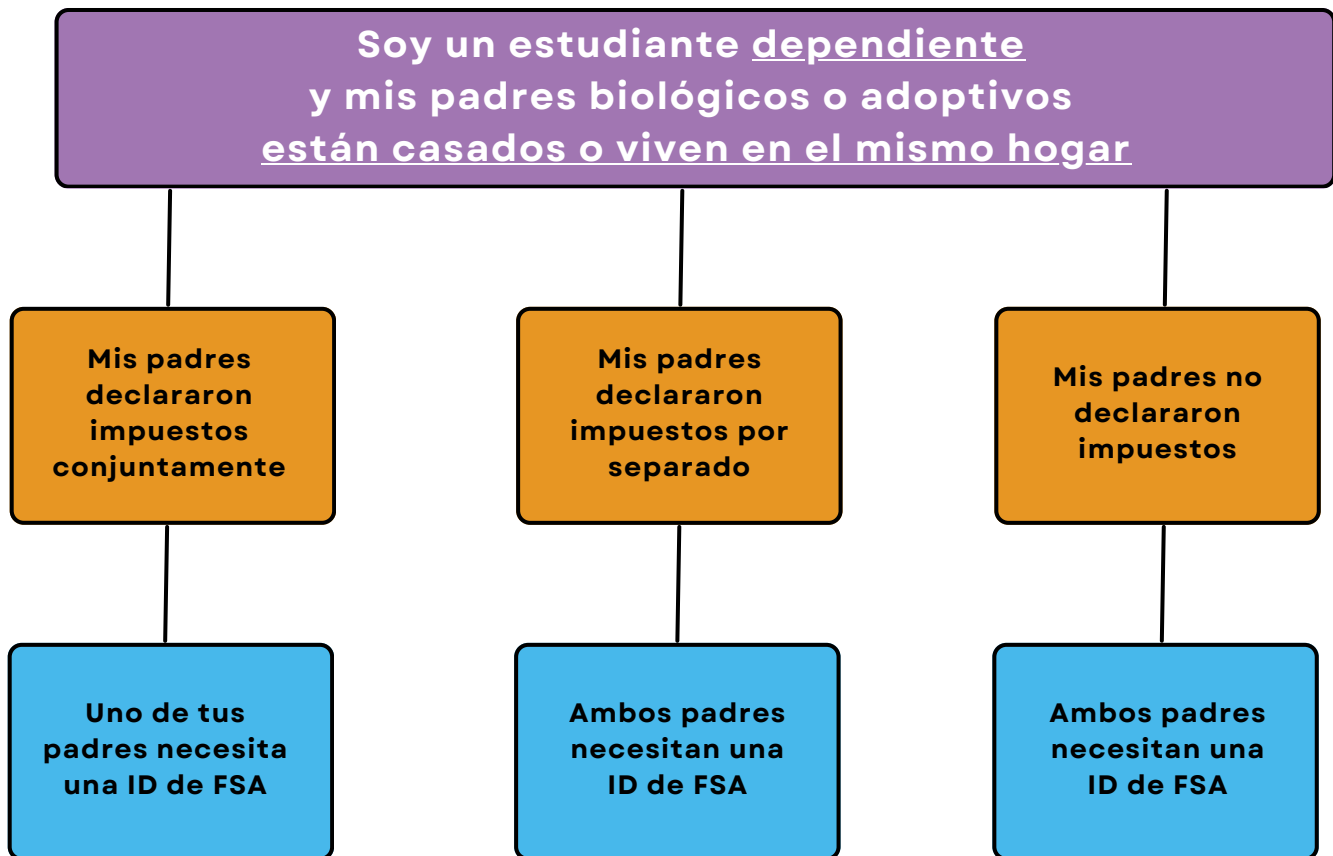 Soy un estudiante dependiente
y mis padres biológicos o adoptivos
están casados o viven en el mismo hogar
Mis padres
declararon
impuestos
conjuntamente
Mis padres
declararon
impuestos por
separado
Mis padres no
declararon
impuestos
Uno de tus
padres necesita
una ID de FSA
Ambos padres
necesitan una
ID de FSA
Ambos padres
necesitan una
ID de FSA